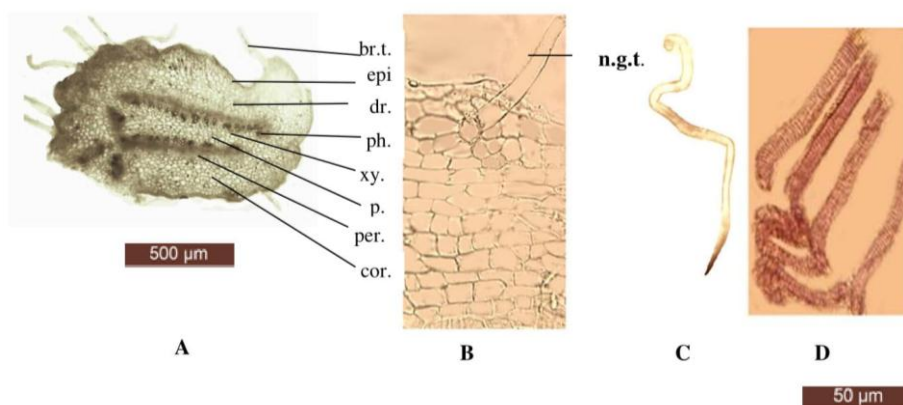 br.t.
epi
dr.
ph.
xy.
p.
per.
cor.
n.g.t.
500 µm
A
B
C
D
50 µm